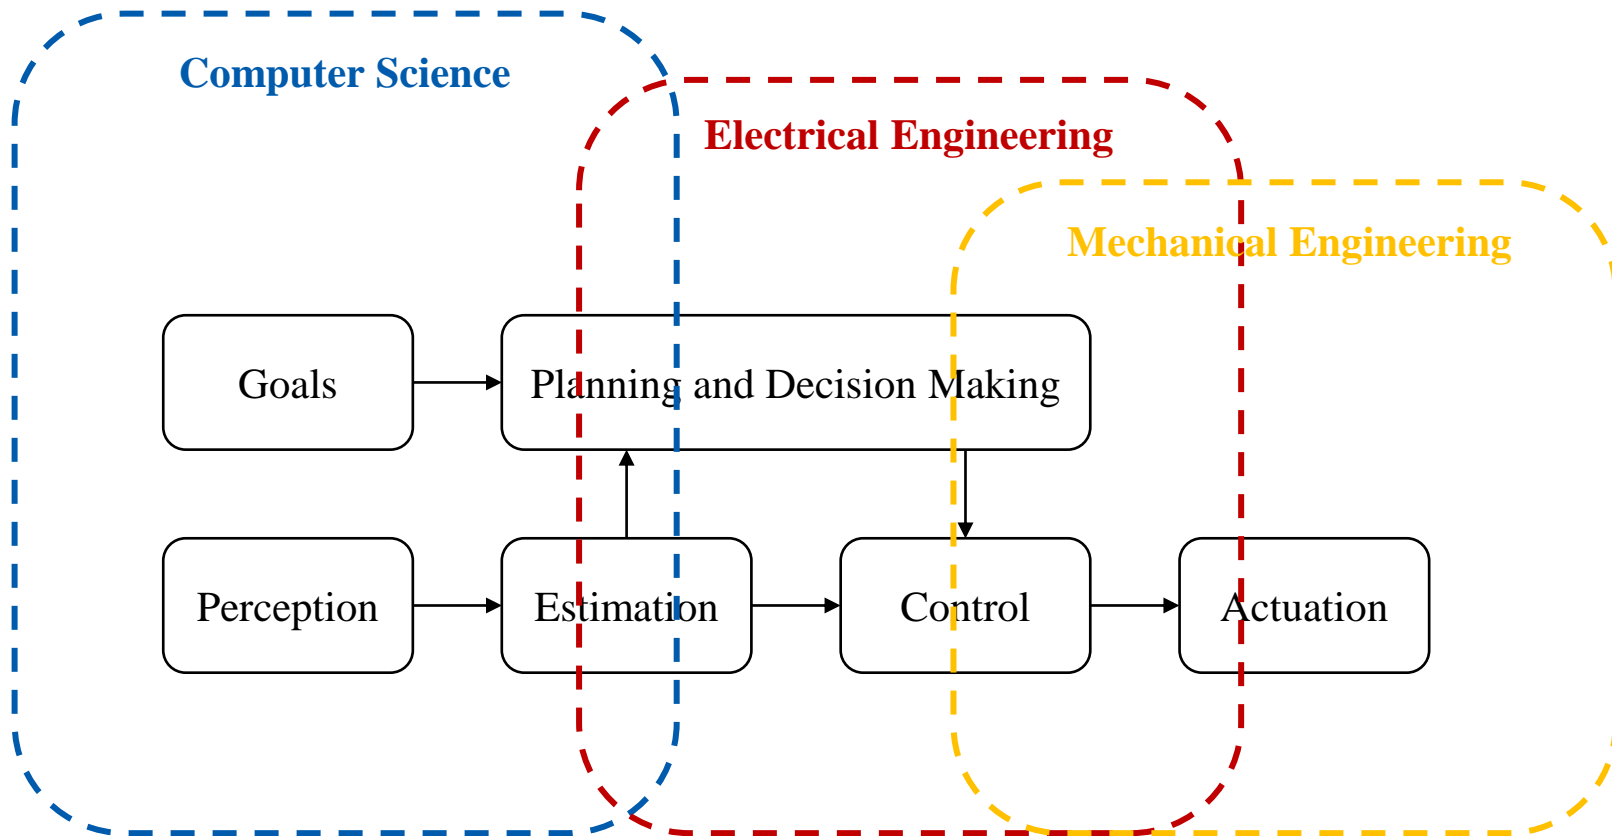 Computer Science
Electrical Engineering
Mechanical Engineering
Goals
Planning and Decision Making
Perception
Estimation
Control
Actuation